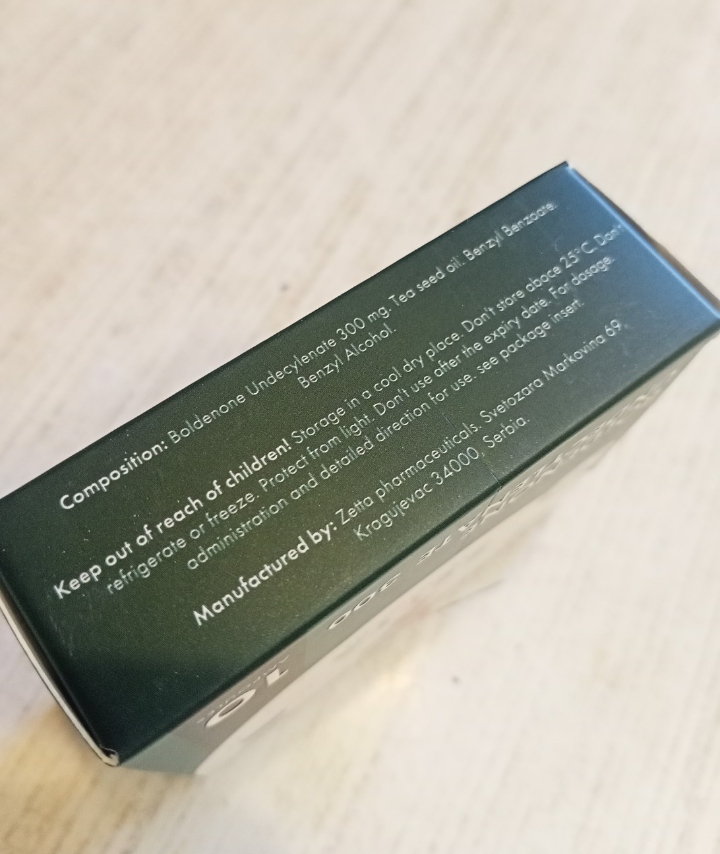 Composition: Boldenone Undecylenate 300 mg. Tea seed oil. Benzyl Benzoate.
Benzyl Alcohol.
Keep out of reach of children! Storage in a cool dry place. Don't store aboce 25°C. Don't
refrigerate or freeze. Protect from light. Don't use after the expiry date. For dosage.
administration and detailed direction for use. see package insert.
Manufactured by: Zetta pharmaceuticals. Svetozara Markovina 69.
Kragujevac 34000, Serbia.
300
10